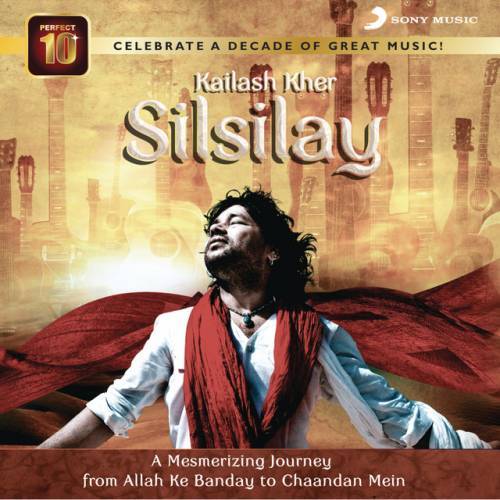 PERFECT
10
SONY MUSIC
CELEBRATE A DECADE OF GREAT MUSIC!
Kailash Kher
Silsilay
A Mesmerizing Journey
from Allah Ke Banday to Chaandan Mein